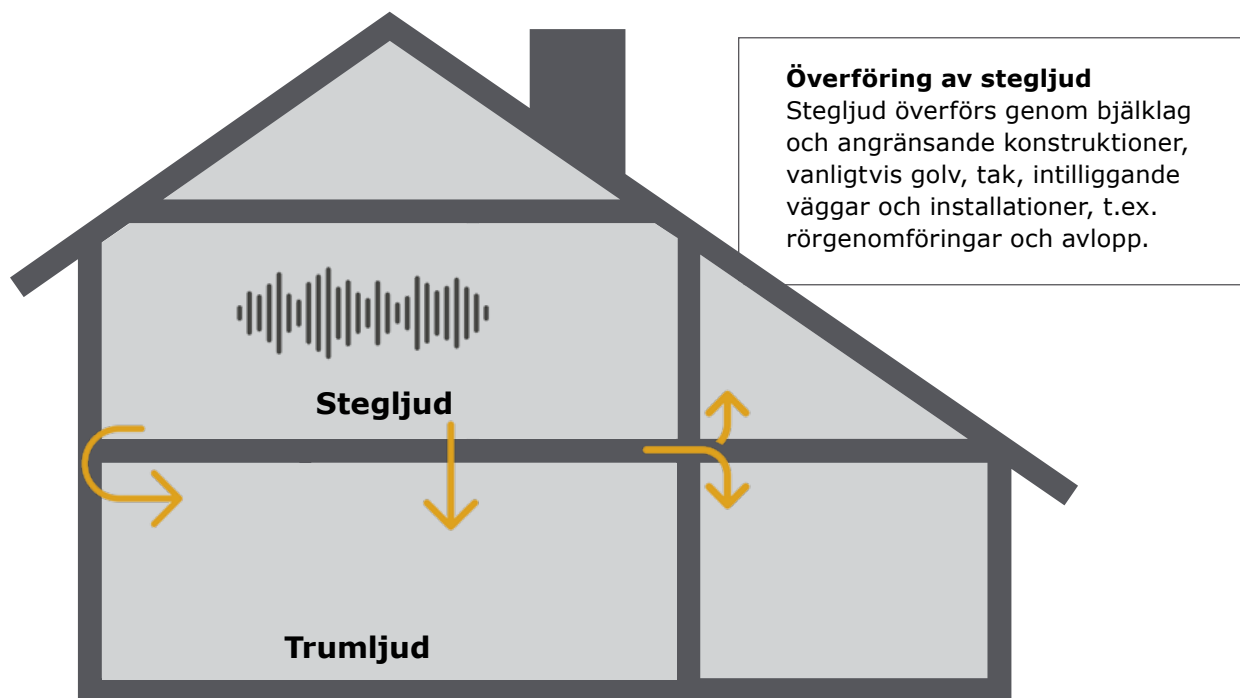 Överföring av stegljud
Stegljud överförs genom bjälklag
och angränsande konstruktioner,
vanligtvis golv, tak, intilliggande
väggar och installationer, t.ex.
rörgenomföringar och avlopp.
Stegljud
Trumljud